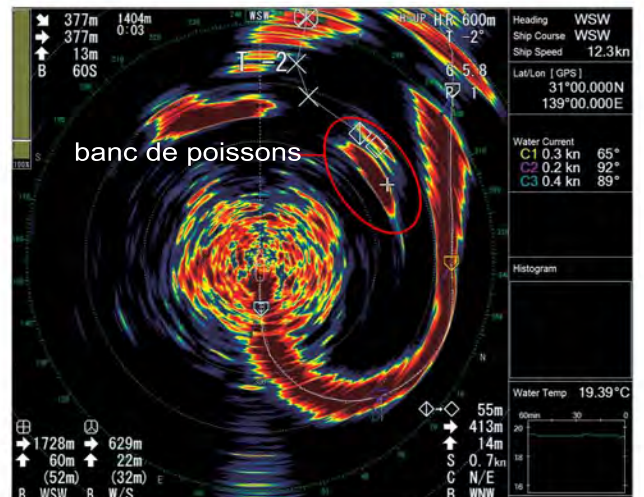 377m 1404m
377m 0:03
13m
B 60S
WSW
H UP HR 600m
T -2°
T -2
G 5.8
R 1
banc de poissons
100%
S
N
E
1728m 629m
60m 22m
(52m) (32m)
B WSW B W/S
55m
413m
14m
S 0.7kn
C N/E
B WNW
Heading WSW
Ship Course WSW
Ship Speed 12.3kn
Lat/Lon [GPS]
31°00.000N
139°00.000E
Water Current
C1 0.3 kn 65°
C2 0.2 kn 92°
C3 0.4 kn 89°
Histogram
Water Temp 19.39°C
60min 30 0
20
18
16